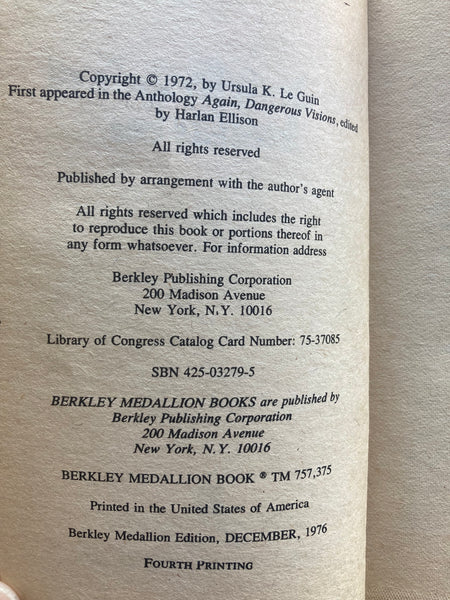 Copyright © 1972, by Ursula K. Le Guin
First appeared in the Anthology Again, Dangerous Visions, edited
by Harlan Ellison
All rights reserved
Published by arrangement with the author's agent
All rights reserved which includes the right
to reproduce this book or portions thereof in
any form whatsoever. For information address
Berkley Publishing Corporation
200 Madison Avenue
New York, N.Y. 10016
Library of Congress Catalog Card Number: 75-37085
SBN 425-03279-5
BERKLEY MEDALLION BOOKS are published by
Berkley Publishing Corporation
200 Madison Avenue
New York, N.Y. 10016
BERKLEY MEDALLION BOOK ® TM 757,375
Printed in the United States of America
Berkley Medallion Edition, DECEMBER, 1976
FOURTH PRINTING